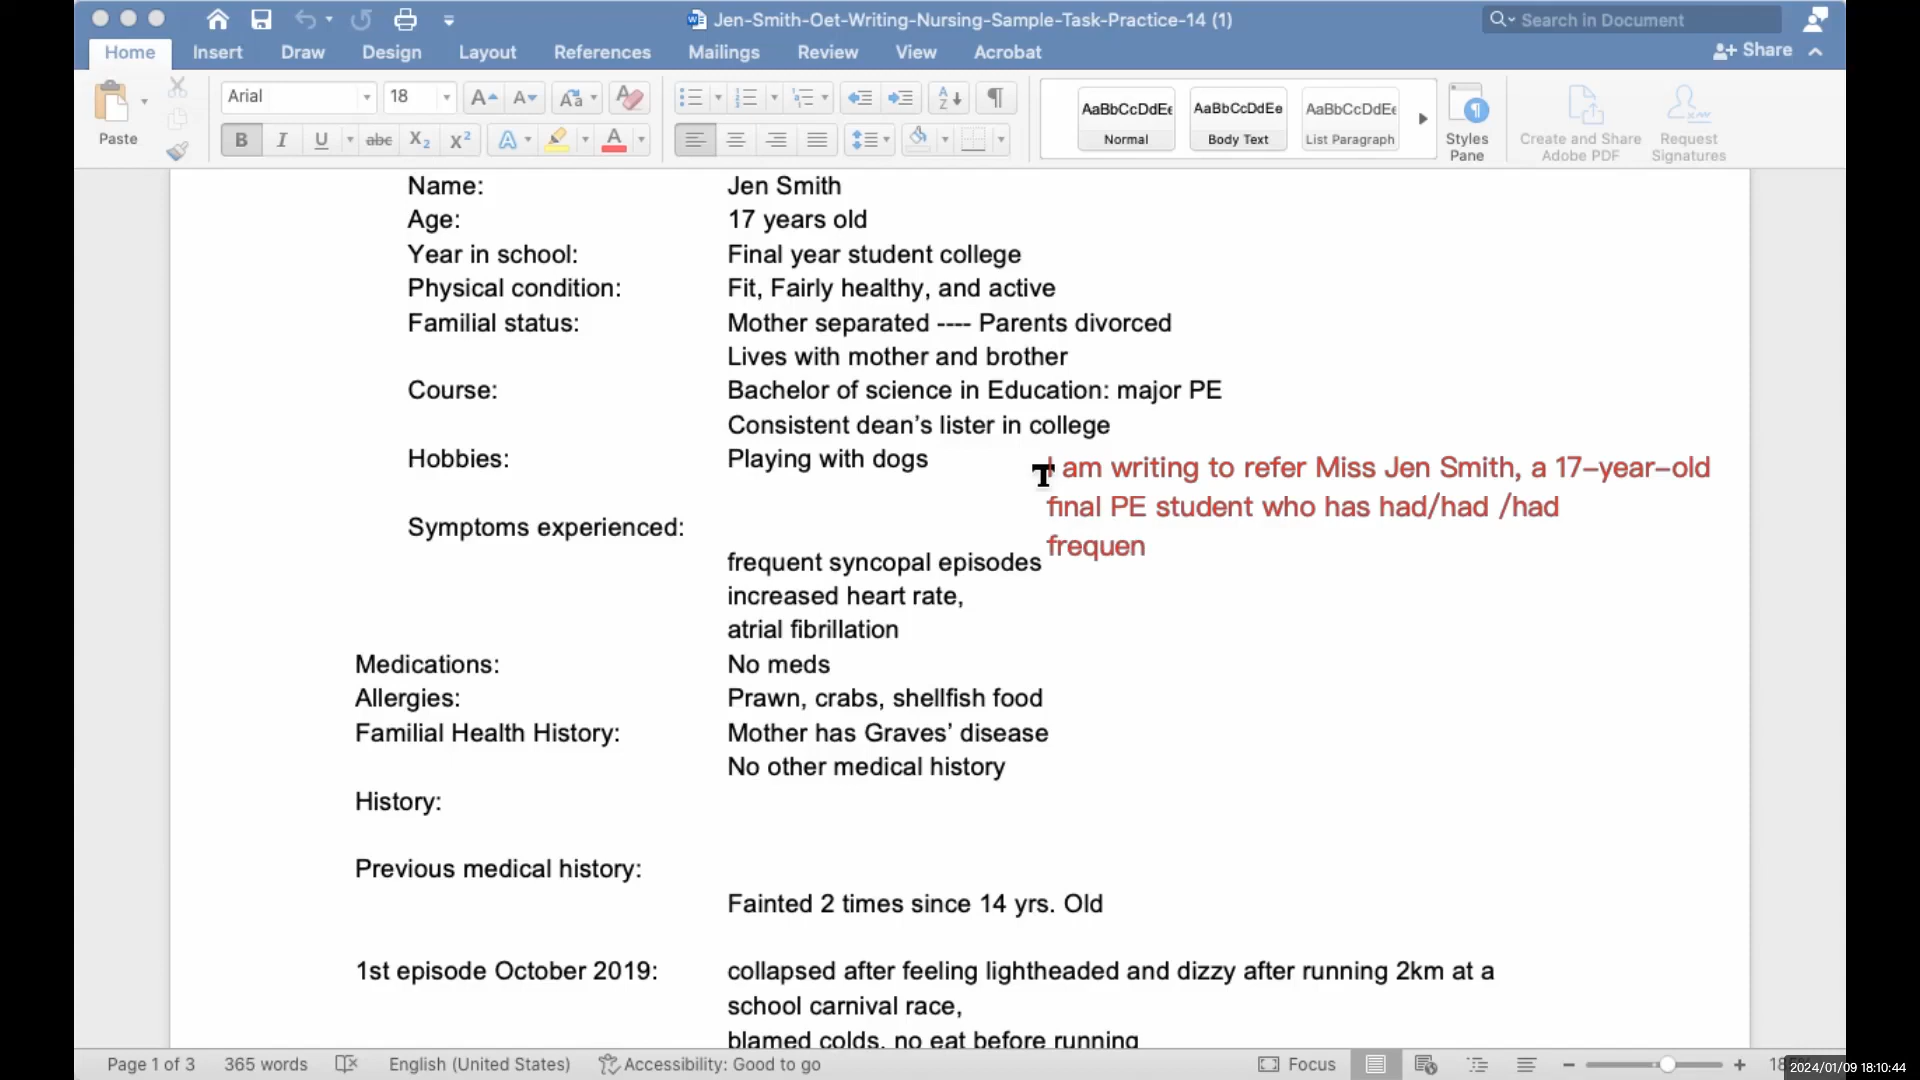 Jen-Smith-Oet-Writing-Nursing-Sample-Task-Practice-14 (1)
Search in Document
Home Insert Draw Design Layout References Mailings Review View Acrobat
Share
Paste
Arial 18
AaBbCcDdEe AaBbCcDdEe AaBbCcDdEe
Normal Body Text List Paragraph
Styles Pane
Create and Share Adobe PDF
Request Signatures
Name: Jen Smith
Age: 17 years old
Year in school: Final year student college
Physical condition: Fit, Fairly healthy, and active
Familial status: Mother separated ---- Parents divorced
Lives with mother and brother
Course: Bachelor of science in Education: major PE
Consistent dean’s lister in college
Hobbies: Playing with dogs
I am writing to refer Miss Jen Smith, a 17–year–old
final PE student who has had/had /had
frequen
Symptoms experienced:
frequent syncopal episodes
increased heart rate,
atrial fibrillation
Medications: No meds
Allergies: Prawn, crabs, shellfish food
Familial Health History: Mother has Graves’ disease
No other medical history
History:
Previous medical history:
Fainted 2 times since 14 yrs. Old
1st episode October 2019: collapsed after feeling lightheaded and dizzy after running 2km at a
school carnival race,
blamed colds, no eat before running
Page 1 of 3 365 words English (United States) Accessibility: Good to go Focus
2024/01/09 18:10:44